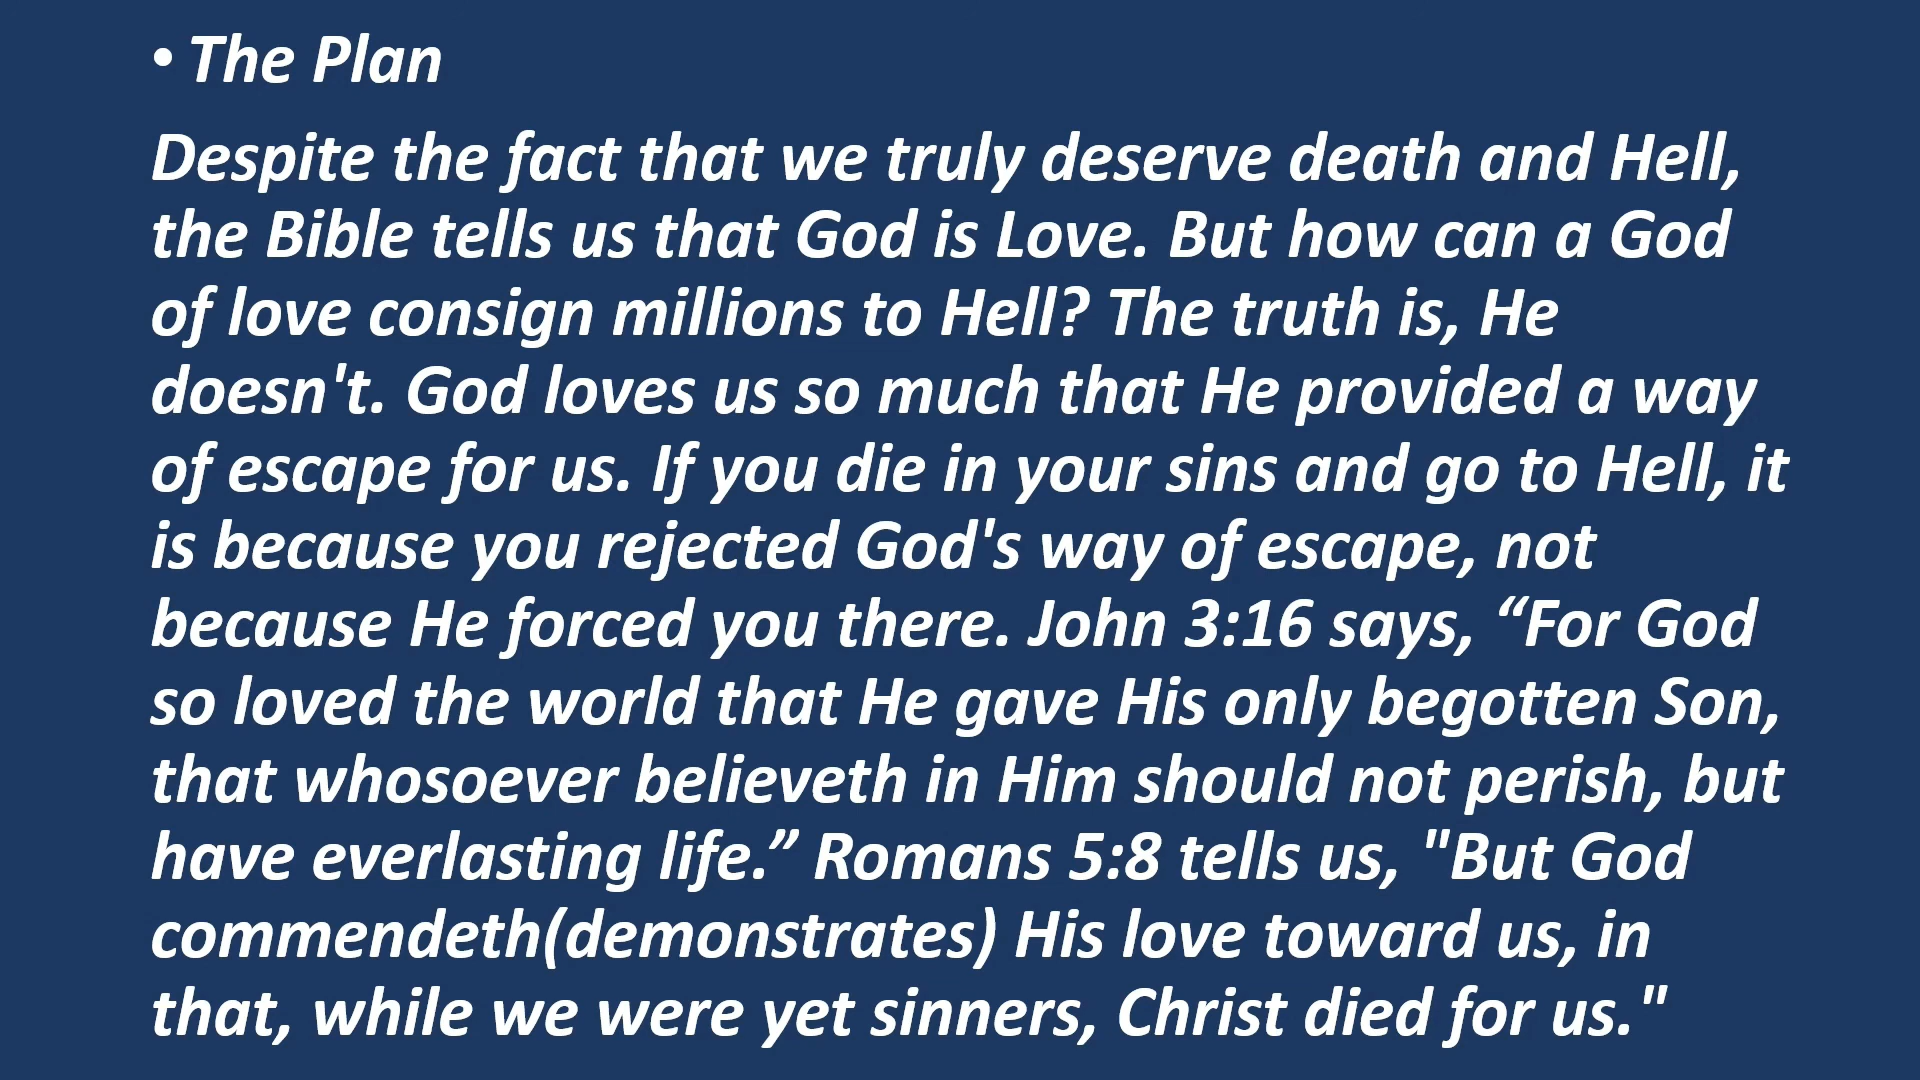 • The Plan
Despite the fact that we truly deserve death and Hell,
the Bible tells us that God is Love. But how can a God
of love consign millions to Hell? The truth is, He
doesn't. God loves us so much that He provided a way
of escape for us. If you die in your sins and go to Hell, it
is because you rejected God's way of escape, not
because He forced you there. John 3:16 says, “For God
so loved the world that He gave His only begotten Son,
that whosoever believeth in Him should not perish, but
have everlasting life.” Romans 5:8 tells us, "But God
commendeth(demonstrates) His love toward us, in
that, while we were yet sinners, Christ died for us."